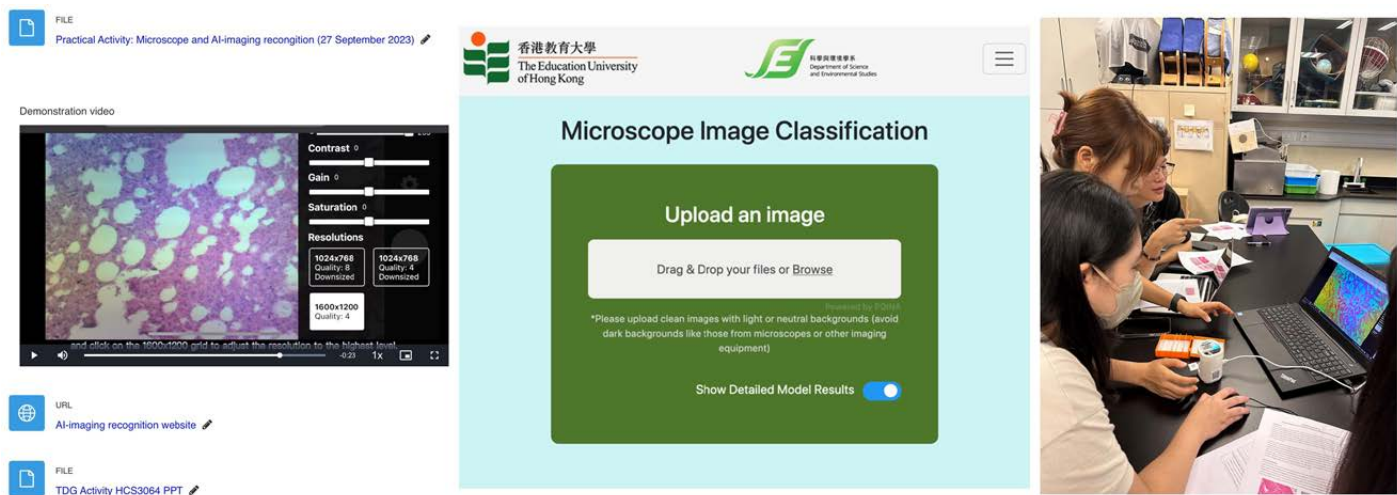 FILE
Practical Activity: Microscope and AI-imaging recongition (27 September 2023)
Demonstration video
Contrast 0
Gain 0
Saturation 0
Resolutions
1024x768
Quality: 8
Downsized
1024x768
Quality: 4
Downsized
1600x1200
Quality: 4
and click on the 1600x1200 grid to adjust the resolution to the highest level.
-0:23
1x
URL
AI-imaging recognition website
FILE
TDG Activity HCS3064 PPT
香港教育大學
The Education University
of Hong Kong
科學與環境學系
Department of Science
and Environmental Studies
Microscope Image Classification
Upload an image
Drag & Drop your files or Browse
Powered by PQINA
*Please upload clean images with light or neutral backgrounds (avoid
dark backgrounds like those from microscopes or other imaging
equipment)
Show Detailed Model Results